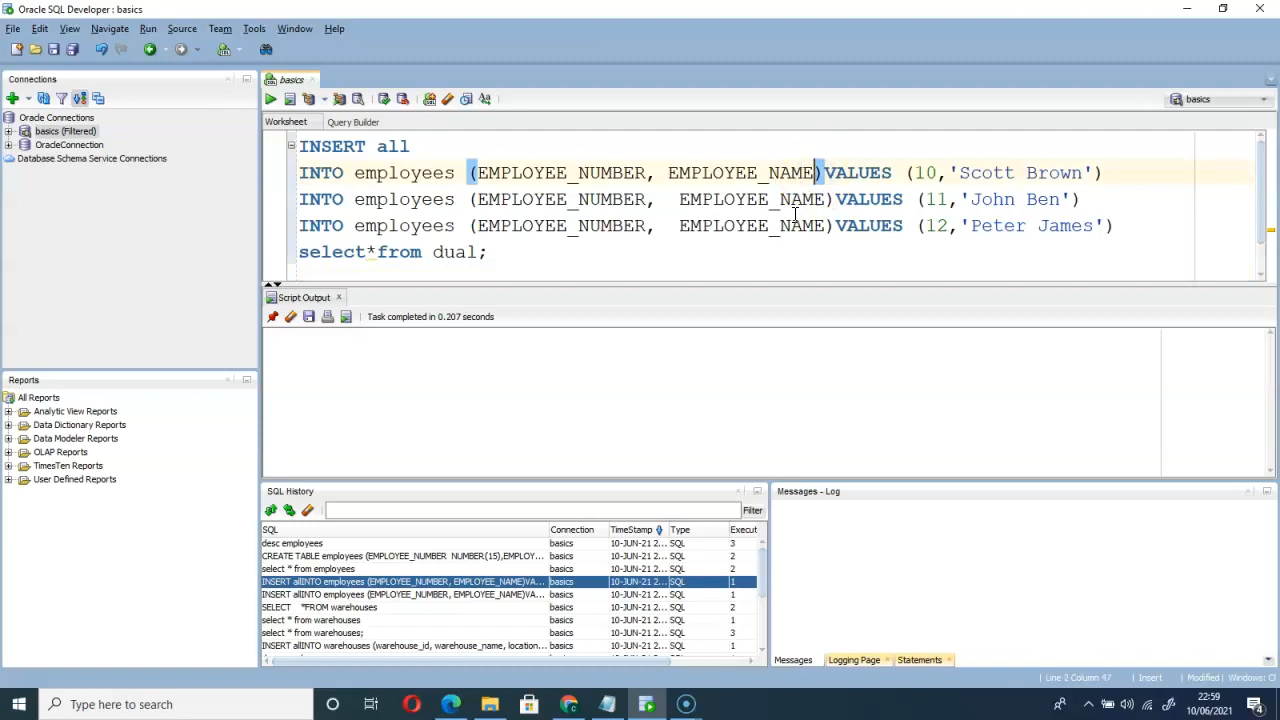 Oracle SQL Developer : basics
File Edit View Navigate Run Source Team Tools Window Help
Connections
Oracle Connections
basics (Filtered)
OracleConnection
Database Schema Service Connections
Reports
All Reports
Analytic View Reports
Data Dictionary Reports
Data Modeler Reports
OLAP Reports
TimesTen Reports
User Defined Reports
basics
basics
Worksheet Query Builder
INSERT all
INTO employees (EMPLOYEE_NUMBER, EMPLOYEE_NAME)VALUES (10,'Scott Brown')
INTO employees (EMPLOYEE_NUMBER, EMPLOYEE_NAME)VALUES (11,'John Ben')
INTO employees (EMPLOYEE_NUMBER, EMPLOYEE_NAME)VALUES (12,'Peter James')
select*from dual;
Script Output
Task completed in 0.207 seconds
SQL History
Filter
SQL Connection TimeStamp Type Execut
desc employees basics 10-JUN-21 2... SQL 3
CREATE TABLE employees (EMPLOYEE_NUMBER NUMBER(15),EMPLOY... basics 10-JUN-21 2... SQL 2
select * from employees basics 10-JUN-21 2... SQL 2
INSERT allINTO employees (EMPLOYEE_NUMBER, EMPLOYEE_NAME)VA... basics 10-JUN-21 2... SQL 1
INSERT allINTO employees (EMPLOYEE_NUMBER, EMPLOYEE_NAME)VA... basics 10-JUN-21 2... SQL 1
SELECT *FROM warehouses basics 10-JUN-21 2... SQL 2
select * from warehouses basics 10-JUN-21 2... SQL 1
select * from warehouses; basics 10-JUN-21 2... SQL 3
INSERT allINTO warehouses (warehouse_id, warehouse_name, location... basics 10-JUN-21 2... SQL
Messages - Log
Messages Logging Page Statements
Line 2 Column 47 Insert Modified Windows: Cl
Type here to search
22:59
10/06/2021
4